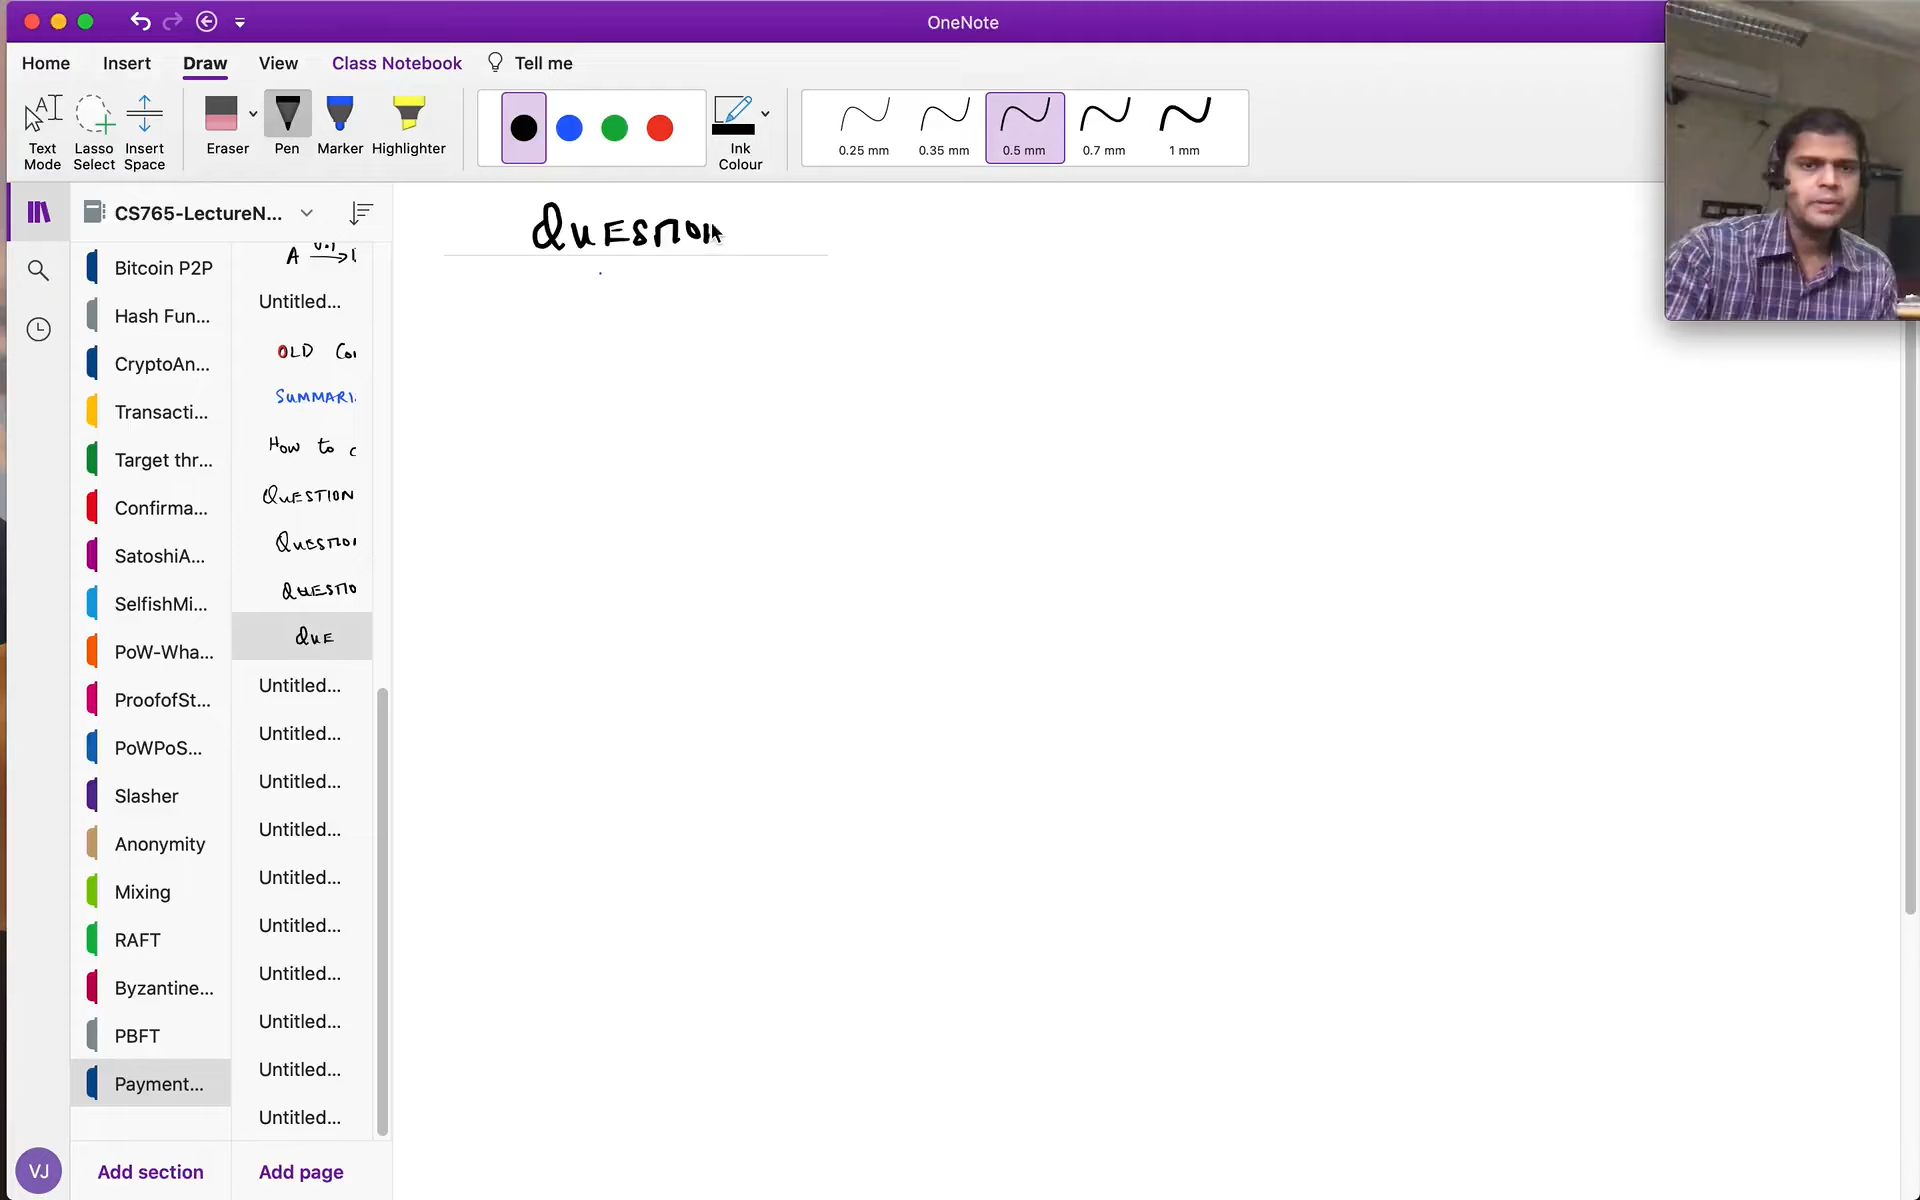 OneNote
Home Insert Draw View Class Notebook Tell me
Text Mode
Lasso Select
Insert Space
Eraser
Pen
Marker
Highlighter
Ink Colour
0.25 mm
0.35 mm
0.5 mm
0.7 mm
1 mm
CS765-LectureN...
Bitcoin P2P
Hash Fun...
CryptoAn...
Transacti...
Target thr...
Confirma...
SatoshiA...
SelfishMi...
PoW-Wha...
ProofofSt...
PoWPoS...
Slasher
Anonymity
Mixing
RAFT
Byzantine...
PBFT
Payment...
Add section
VJ
A
Untitled...
OLD
SUMMARI
How to
QUESTION
QUESTION
QUESTIO
QUE
Untitled...
Untitled...
Untitled...
Untitled...
Untitled...
Untitled...
Untitled...
Untitled...
Untitled...
Untitled...
Add page
QUESTION